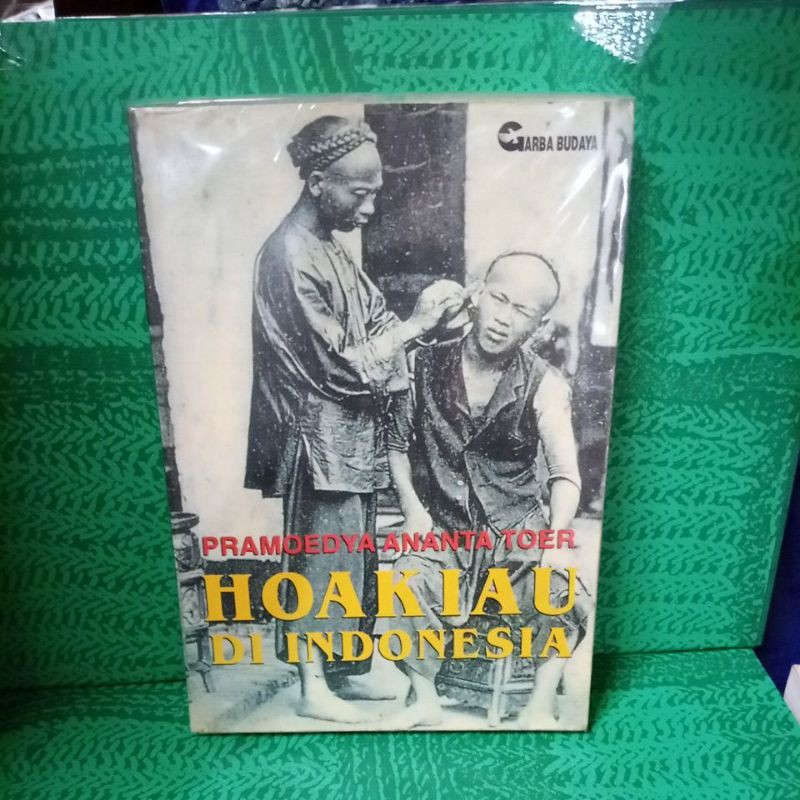 GARBA BUDAYA
PRAMOEDYA ANANTA TOER
HOAKIAU
DI INDONESIA